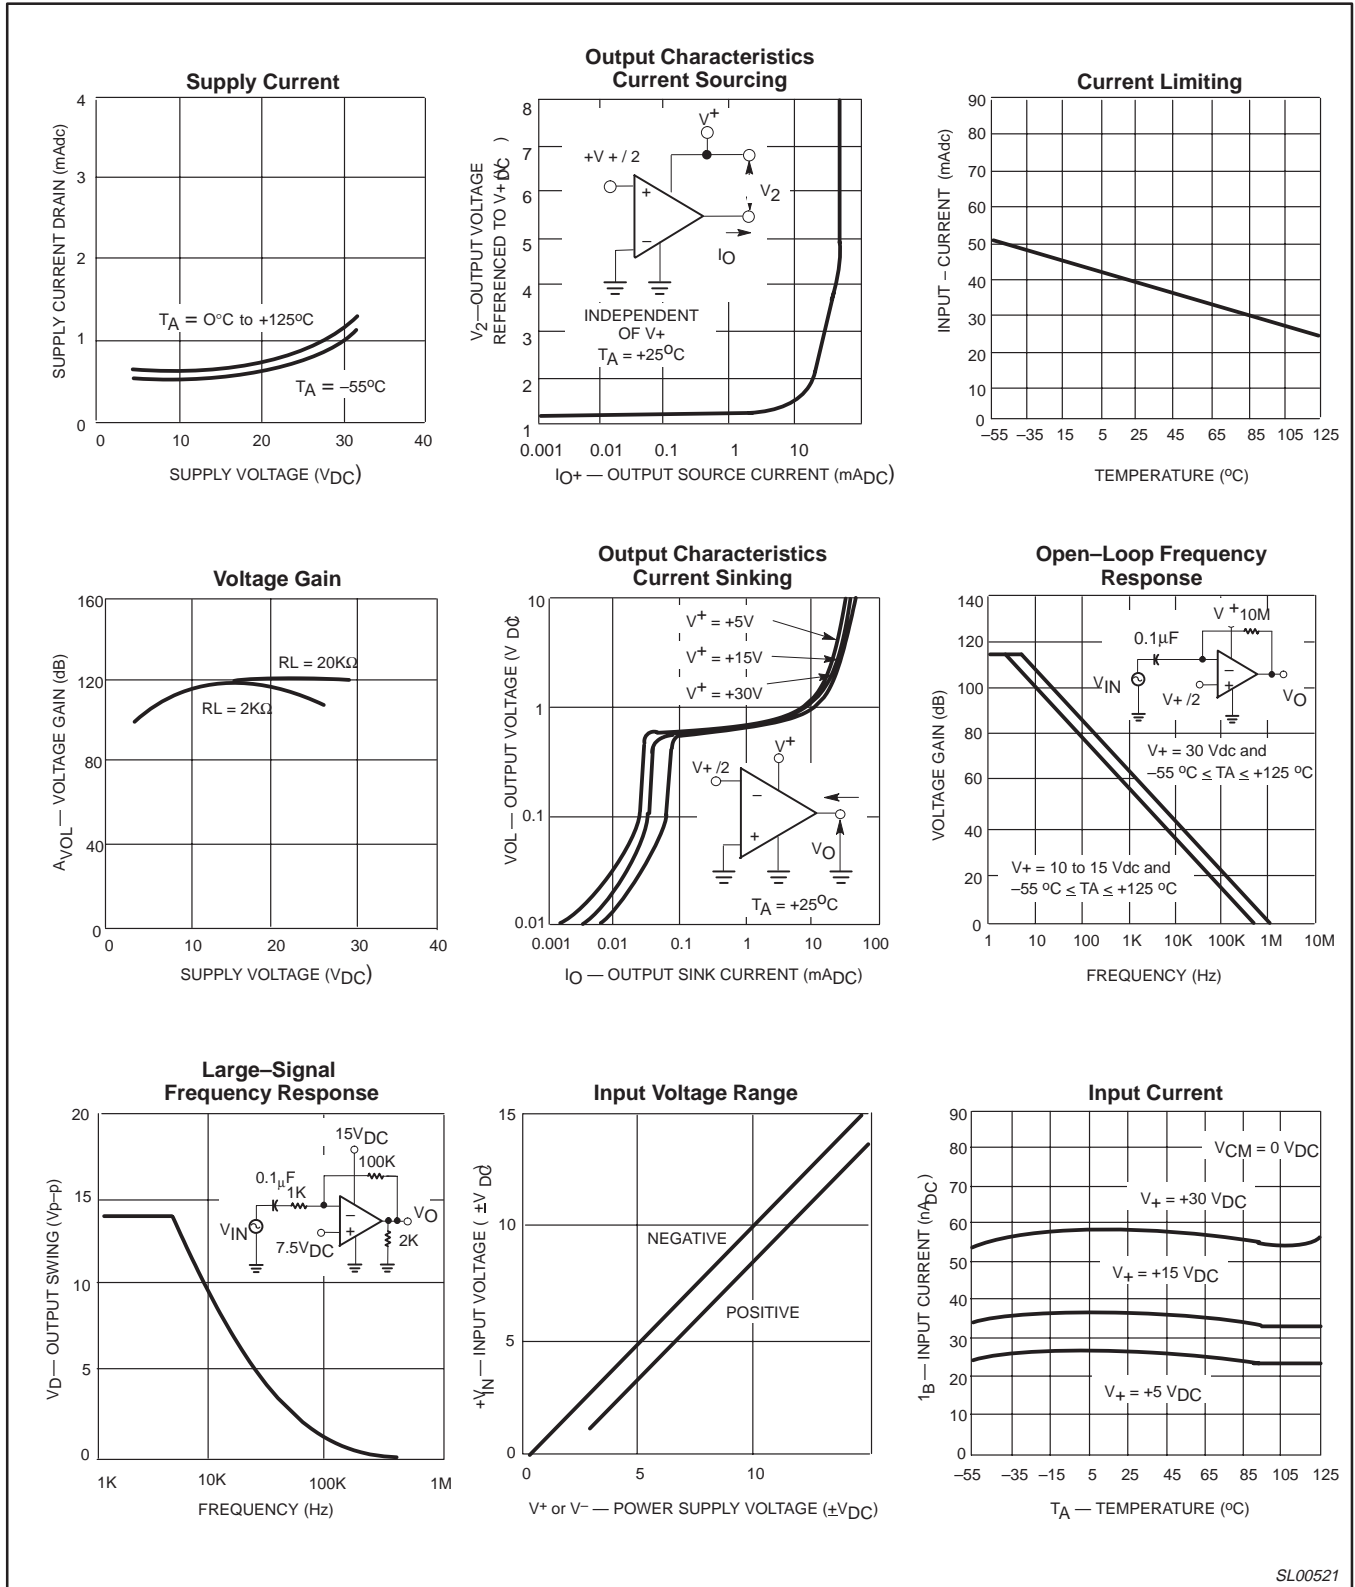 Supply Current
SUPPLY CURRENT DRAIN (mAdc)
4
3
2
1
0
TA = O°C to +125ºC
TA = –55ºC
0 10 20 30 40
SUPPLY VOLTAGE (VDC)
Output Characteristics
Current Sourcing
V2—OUTPUT VOLTAGE
REFERENCED TO V+ (VDC
8
7
6
5
4
3
2
1
V+
+V + / 2
+
–
V2
IO
INDEPENDENT
OF V+
TA = +25ºC
0.001 0.01 0.1 1 10
IO+ — OUTPUT SOURCE CURRENT (mADC)
Current Limiting
INPUT – CURRENT (mAdc)
90
80
70
60
50
40
30
20
10
0
–55 –35 15 5 25 45 65 85 105 125
TEMPERATURE (ºC)
Voltage Gain
AVOL — VOLTAGE GAIN (dB)
160
120
80
40
0
RL = 20KΩ
RL = 2KΩ
0 10 20 30 40
SUPPLY VOLTAGE (VDC)
Output Characteristics
Current Sinking
VOL — OUTPUT VOLTAGE (V DC)
10
1
0.1
0.01
V+ = +5V
V+ = +15V
V+ = +30V
V+
V+ /2
–
+
VO
TA = +25ºC
0.001 0.01 0.1 1 10 100
IO — OUTPUT SINK CURRENT (mADC)
Open–Loop Frequency
Response
VOLTAGE GAIN (dB)
140
120
100
80
60
40
20
0
V + 10M
0.1µF
VIN
–
+
V+ /2
VO
V+ = 30 Vdc and
–55 ºC ≤ TA ≤ +125 ºC
V+ = 10 to 15 Vdc and
–55 ºC ≤ TA ≤ +125 ºC
1 10 100 1K 10K 100K 1M 10M
FREQUENCY (Hz)
Large–Signal
Frequency Response
VD— OUTPUT SWING (Vp–p)
20
15
10
5
0
15VDC
100K
0.1µF
1K
VIN
–
+
7.5VDC
VO
2K
1K 10K 100K 1M
FREQUENCY (Hz)
Input Voltage Range
+VIN — INPUT VOLTAGE ( ±V DC)
15
10
5
0
NEGATIVE
POSITIVE
0 5 10
V+ or V– — POWER SUPPLY VOLTAGE (±VDC)
Input Current
1B — INPUT CURRENT (nADC)
90
80
70
60
50
40
30
20
10
0
VCM = 0 VDC
V+ = +30 VDC
V+ = +15 VDC
V+ = +5 VDC
–55 –35 –15 5 25 45 65 85 105 125
TA — TEMPERATURE (ºC)
SL00521